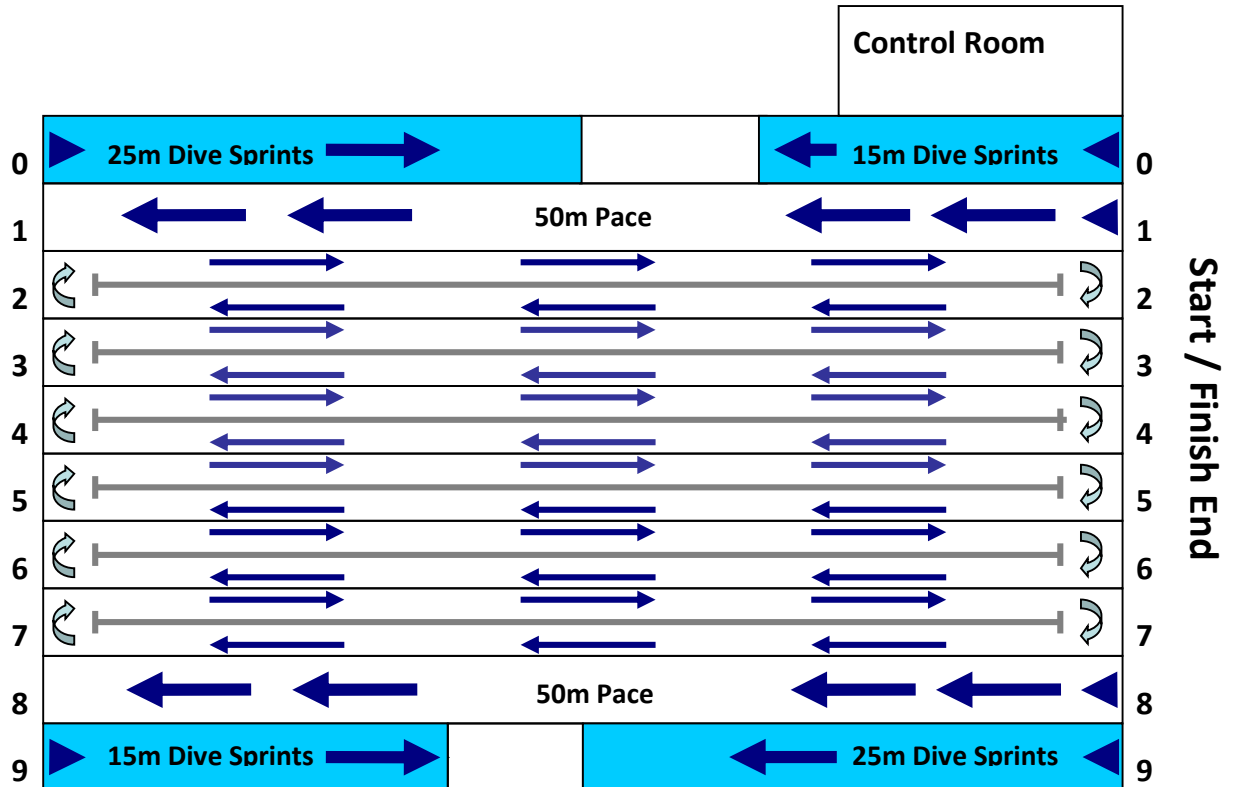 Control Room
0 25m Dive Sprints 15m Dive Sprints 0
1 50m Pace 1
2 2
3 3
4 4
5 5
6 6
7 7
8 50m Pace 8
9 15m Dive Sprints 25m Dive Sprints 9
Start / Finish End